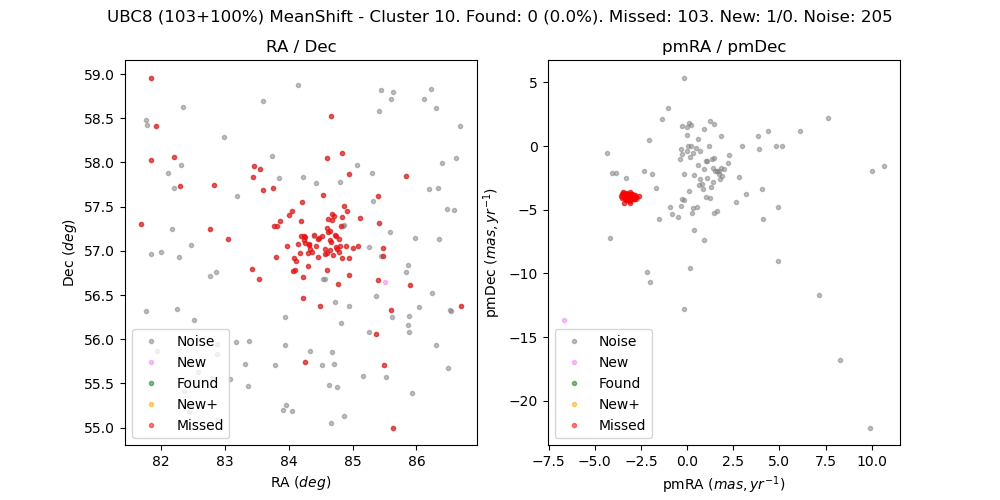 UBC8 (103+100%) MeanShift - Cluster 10. Found: 0 (0.0%). Missed: 103. New: 1/0. Noise: 205
RA / Dec
pmRA / pmDec
59.0
58.5
58.0
57.5
57.0
56.5
56.0
55.5
55.0
Dec (deg)
82 83 84 85 86
RA (deg)
Noise
New
Found
New+
Missed
5
0
−5
−10
−15
−20
pmDec (mas, yr⁻¹)
−7.5 −5.0 −2.5 0.0 2.5 5.0 7.5 10.0
pmRA (mas, yr⁻¹)
Noise
New
Found
New+
Missed